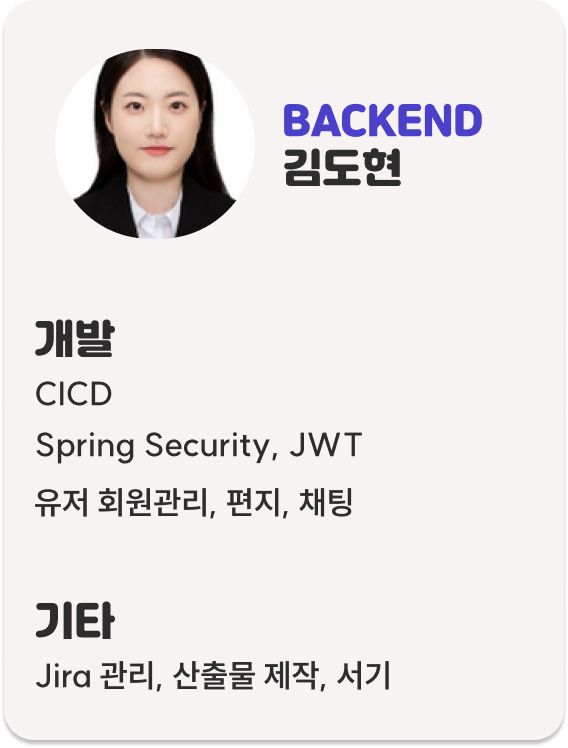 BACKEND
김도현
개발
CICD
Spring Security, JWT
유저 회원관리, 편지, 채팅
기타
Jira 관리, 산출물 제작, 서기